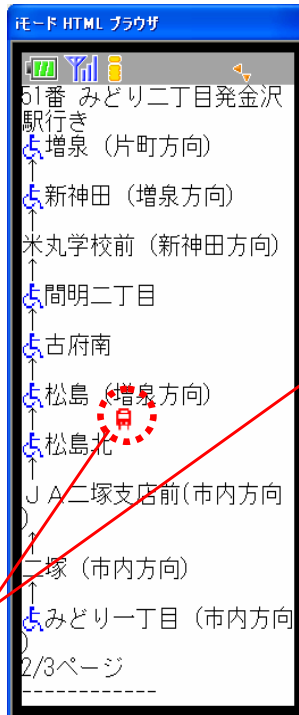 iモード HTML ブラウザ
51番 みどり二丁目発金沢
駅行き
増泉（片町方向）
↑
新神田（増泉方向）
↑
米丸学校前（新神田方向）
↑
間明二丁目
↑
古府南
↑
松島（増泉方向）
↑
松島北
↑
ＪＡ二塚支店前(市内方向
)
↑
二塚（市内方向）
↑
みどり一丁目（市内方向
)
2/3ページ
------------